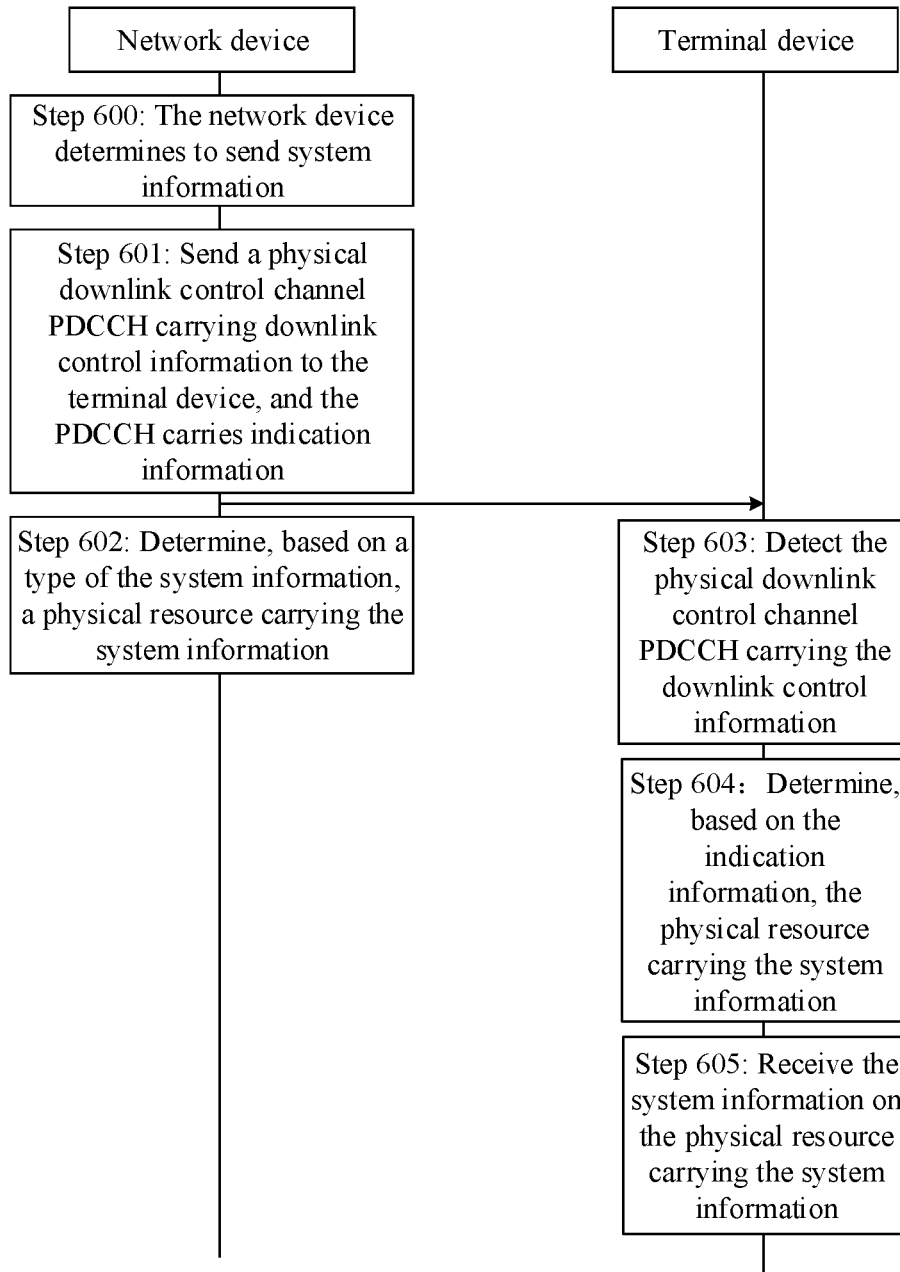 Network device
Terminal device
Step 600: The network device
determines to send system
information
Step 601: Send a physical
downlink control channel
PDCCH carrying downlink
control information to the
terminal device, and the
PDCCH carries indication
information
Step 602: Determine, based on a
type of the system information,
a physical resource carrying the
system information
Step 603: Detect the
physical downlink
control channel
PDCCH carrying the
downlink control
information
Step 604：Determine,
based on the
indication
information, the
physical resource
carrying the system
information
Step 605: Receive the
system information on
the physical resource
carrying the system
information